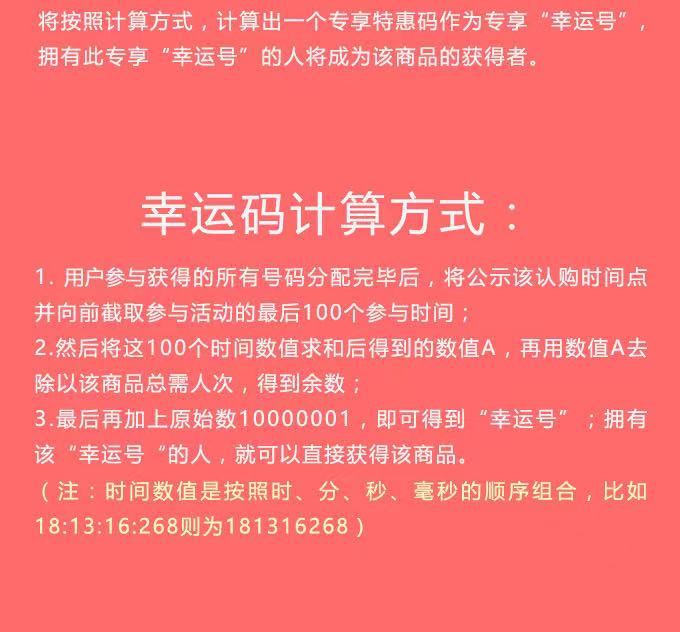 将按照计算方式，计算出一个专享特惠码作为专享“幸运号”，
拥有此专享“幸运号”的人将成为该商品的获得者。
幸运码计算方式：
1. 用户参与获得的所有号码分配完毕后，将公示该认购时间点
并向前截取参与活动的最后100个参与时间；
2.然后将这100个时间数值求和后得到的数值A，再用数值A去
除以该商品总需人次，得到余数；
3.最后再加上原始数10000001，即可得到“幸运号”；拥有
该“幸运号“的人，就可以直接获得该商品。
（注：时间数值是按照时、分、秒、毫秒的顺序组合，比如
18:13:16:268则为181316268）